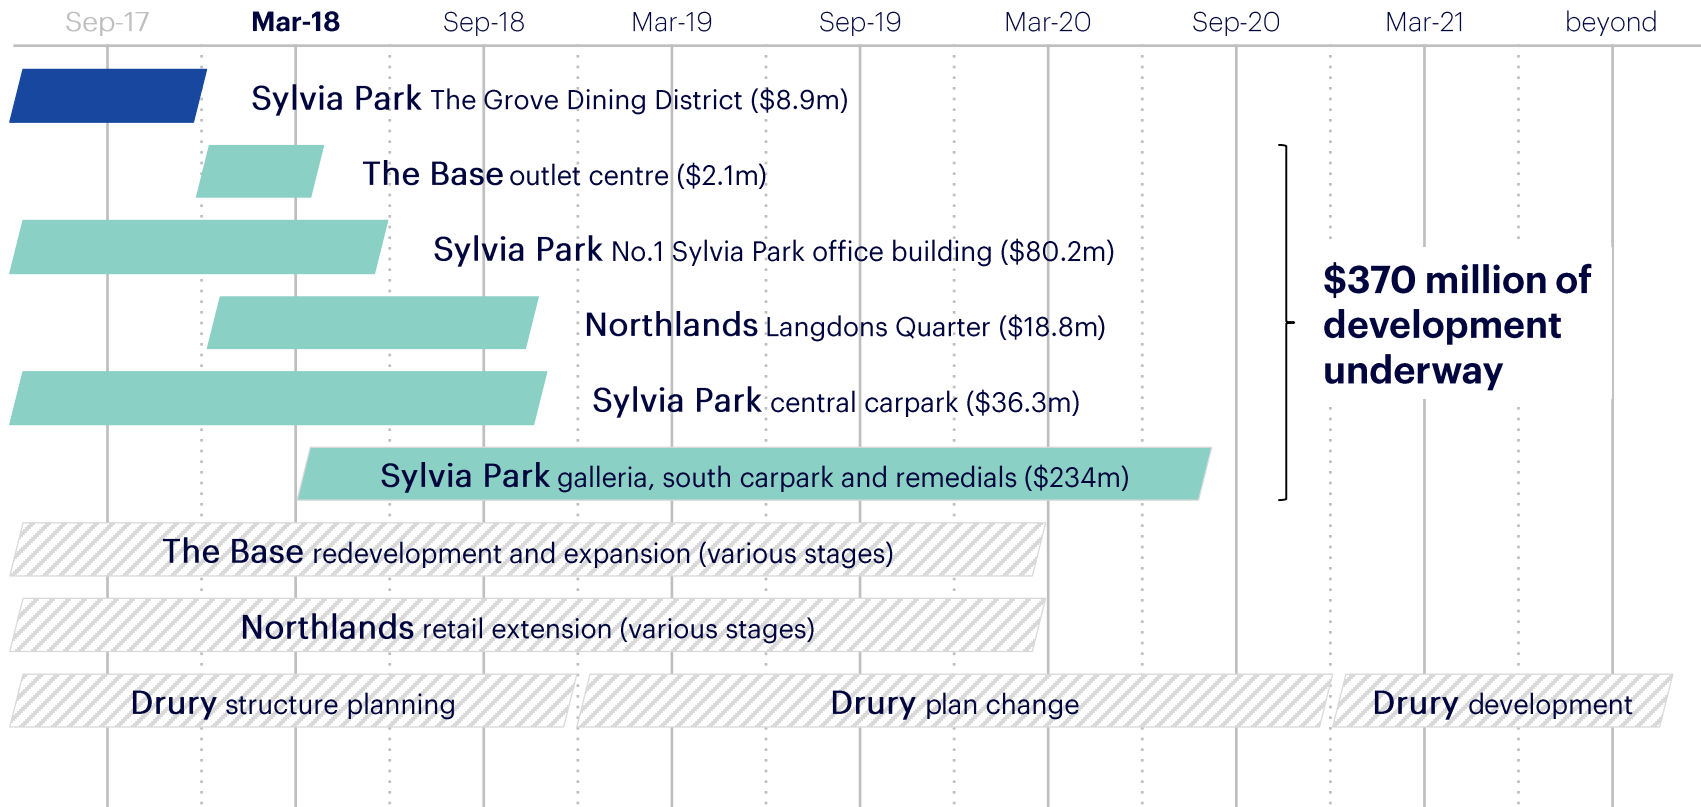 Sep-17 Mar-18 Sep-18 Mar-19 Sep-19 Mar-20 Sep-20 Mar-21 beyond
Sylvia Park The Grove Dining District ($8.9m)
The Base outlet centre ($2.1m)
Sylvia Park No.1 Sylvia Park office building ($80.2m)
Northlands Langdons Quarter ($18.8m)
Sylvia Park central carpark ($36.3m)
Sylvia Park galleria, south carpark and remedials ($234m)
$370 million of
development
underway
The Base redevelopment and expansion (various stages)
Northlands retail extension (various stages)
Drury structure planning Drury plan change Drury development